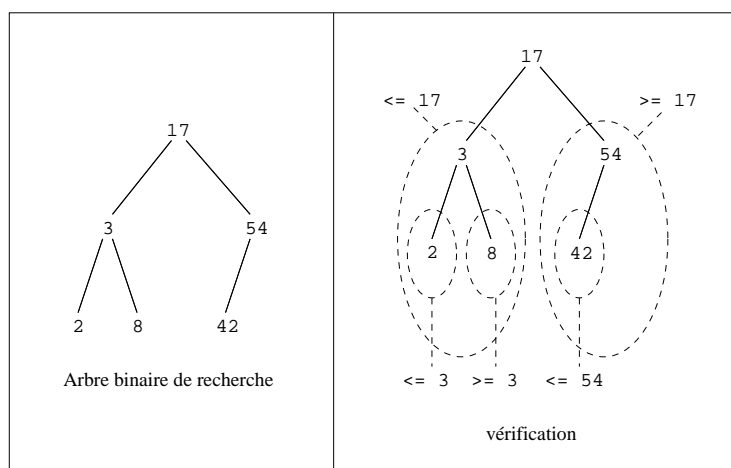 17
3 54
2 8 42
Arbre binaire de recherche
17
<= 17 >= 17
3 54
2 8 42
<= 3 >= 3 <= 54
vérification